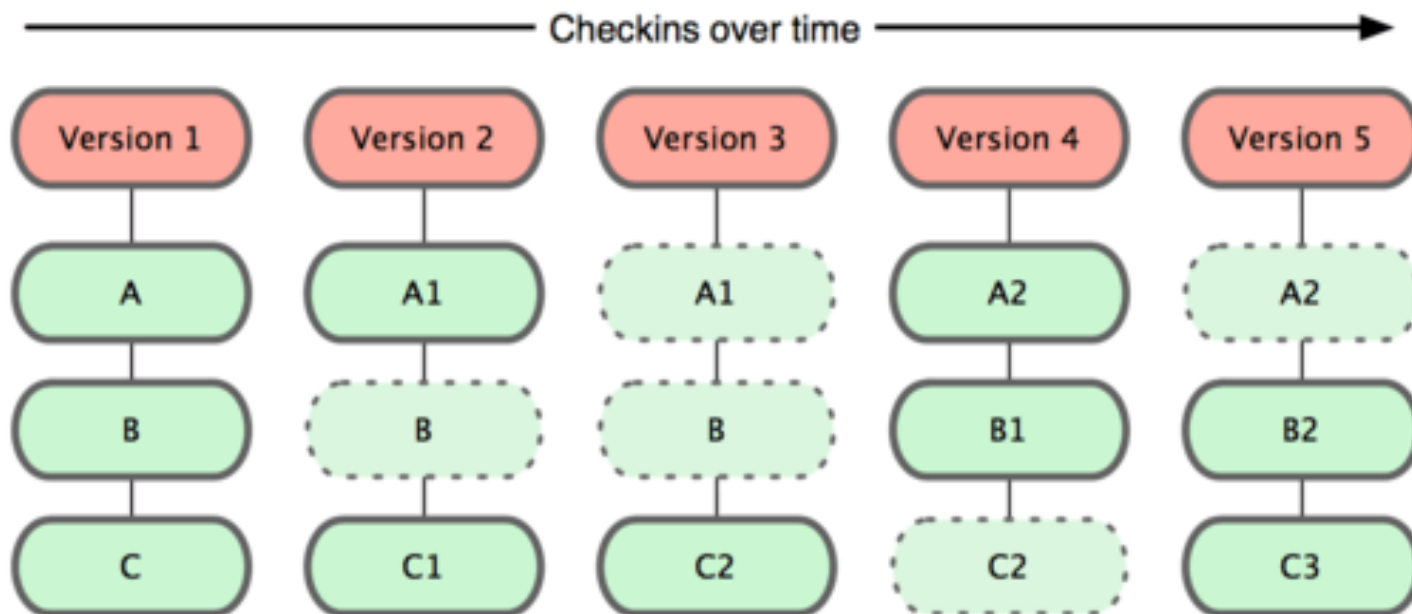 Checkins over time
Version 1 Version 2 Version 3 Version 4 Version 5
A A1 A1 A2 A2
B B B B1 B2
C C1 C2 C2 C3